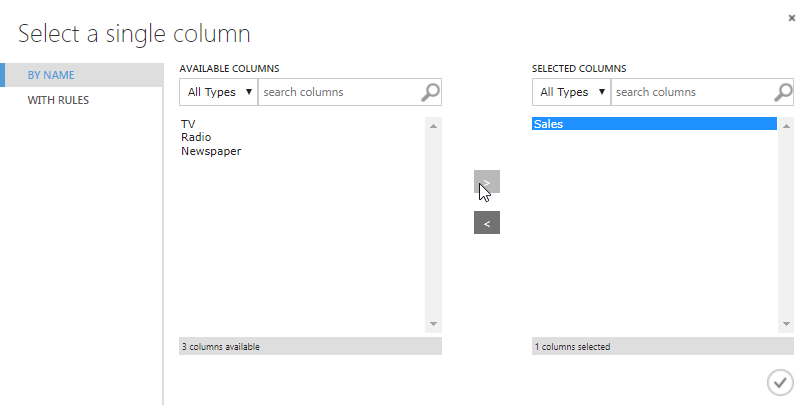 Select a single column
×
BY NAME
WITH RULES
AVAILABLE COLUMNS
All Types ▼
search columns
TV
Radio
Newspaper
3 columns available
>
<
SELECTED COLUMNS
All Types ▼
search columns
Sales
1 columns selected